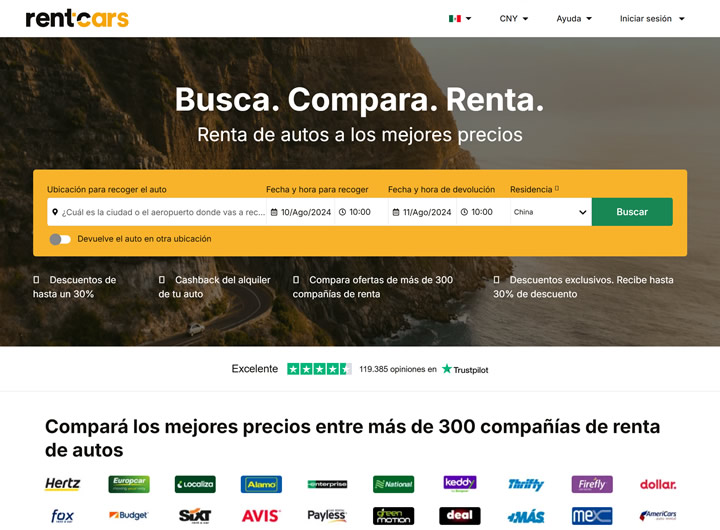 rentcars
CNY Ayuda Iniciar sesión
Busca. Compara. Renta.
Renta de autos a los mejores precios
Ubicación para recoger el auto Fecha y hora para recoger Fecha y hora de devolución Residencia
¿Cuál es la ciudad o el aeropuerto donde vas a rec... 10/Ago/2024 10:00 11/Ago/2024 10:00 China Buscar
Devuelve el auto en otra ubicación
Descuentos de
hasta un 30%
Cashback del alquiler
de tu auto
Compara ofertas de más de 300
compañías de renta
Descuentos exclusivos. Recibe hasta
30% de descuento
Excelente 119.385 opiniones en Trustpilot
Compará los mejores precios entre más de 300 compañías de renta
de autos
Hertz Europcar Localiza Alamo enterprise National keddy Thrifty Firefly dollar.
fox Budget SiXT AVIS Payless green motion deal MÁS mex AmeriCars